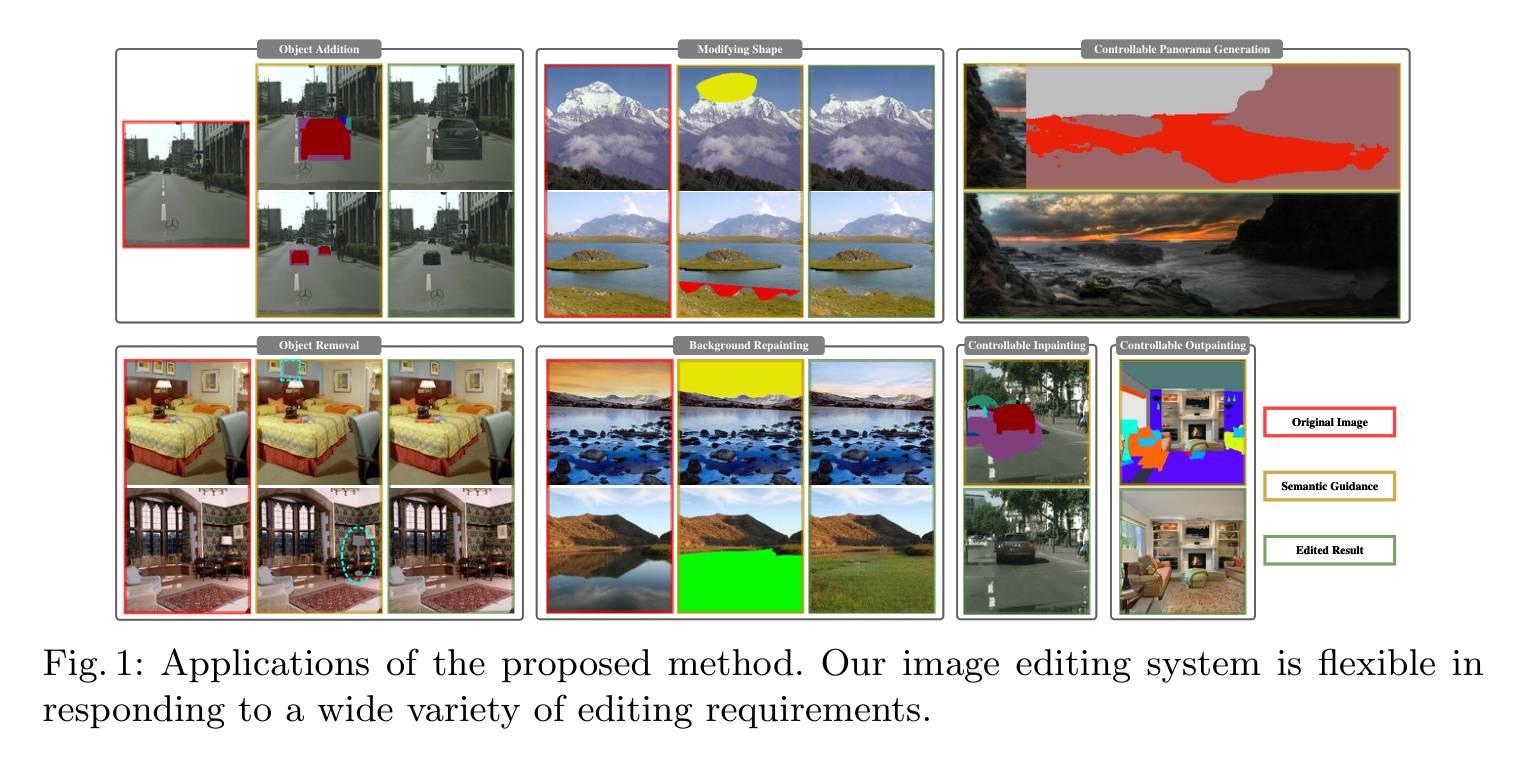 Object Addition
Modifying Shape
Controllable Panorama Generation
Object Removal
Background Repainting
Controllable Inpainting
Controllable Outpainting
Original Image
Semantic Guidance
Edited Result
Fig. 1: Applications of the proposed method. Our image editing system is flexible in
responding to a wide variety of editing requirements.